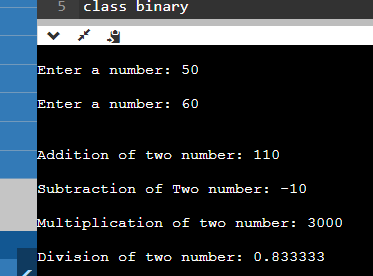 5 class binary
Enter a number: 50
Enter a number: 60
Addition of two number: 110
Subtraction of Two number: -10
Multiplication of two number: 3000
Division of two number: 0.833333